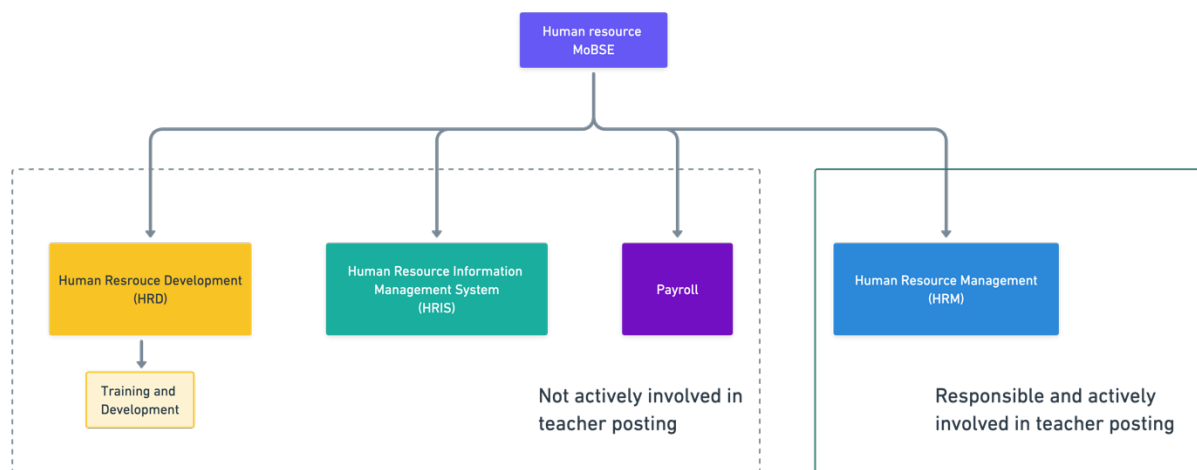 Human resource
MoBSE
Human Resrouce Development
(HRD)
Human Resource Information
Management System
(HRIS)
Payroll
Human Resource Management
(HRM)
Training and
Development
Not actively involved in
teacher posting
Responsible and actively
involved in teacher posting